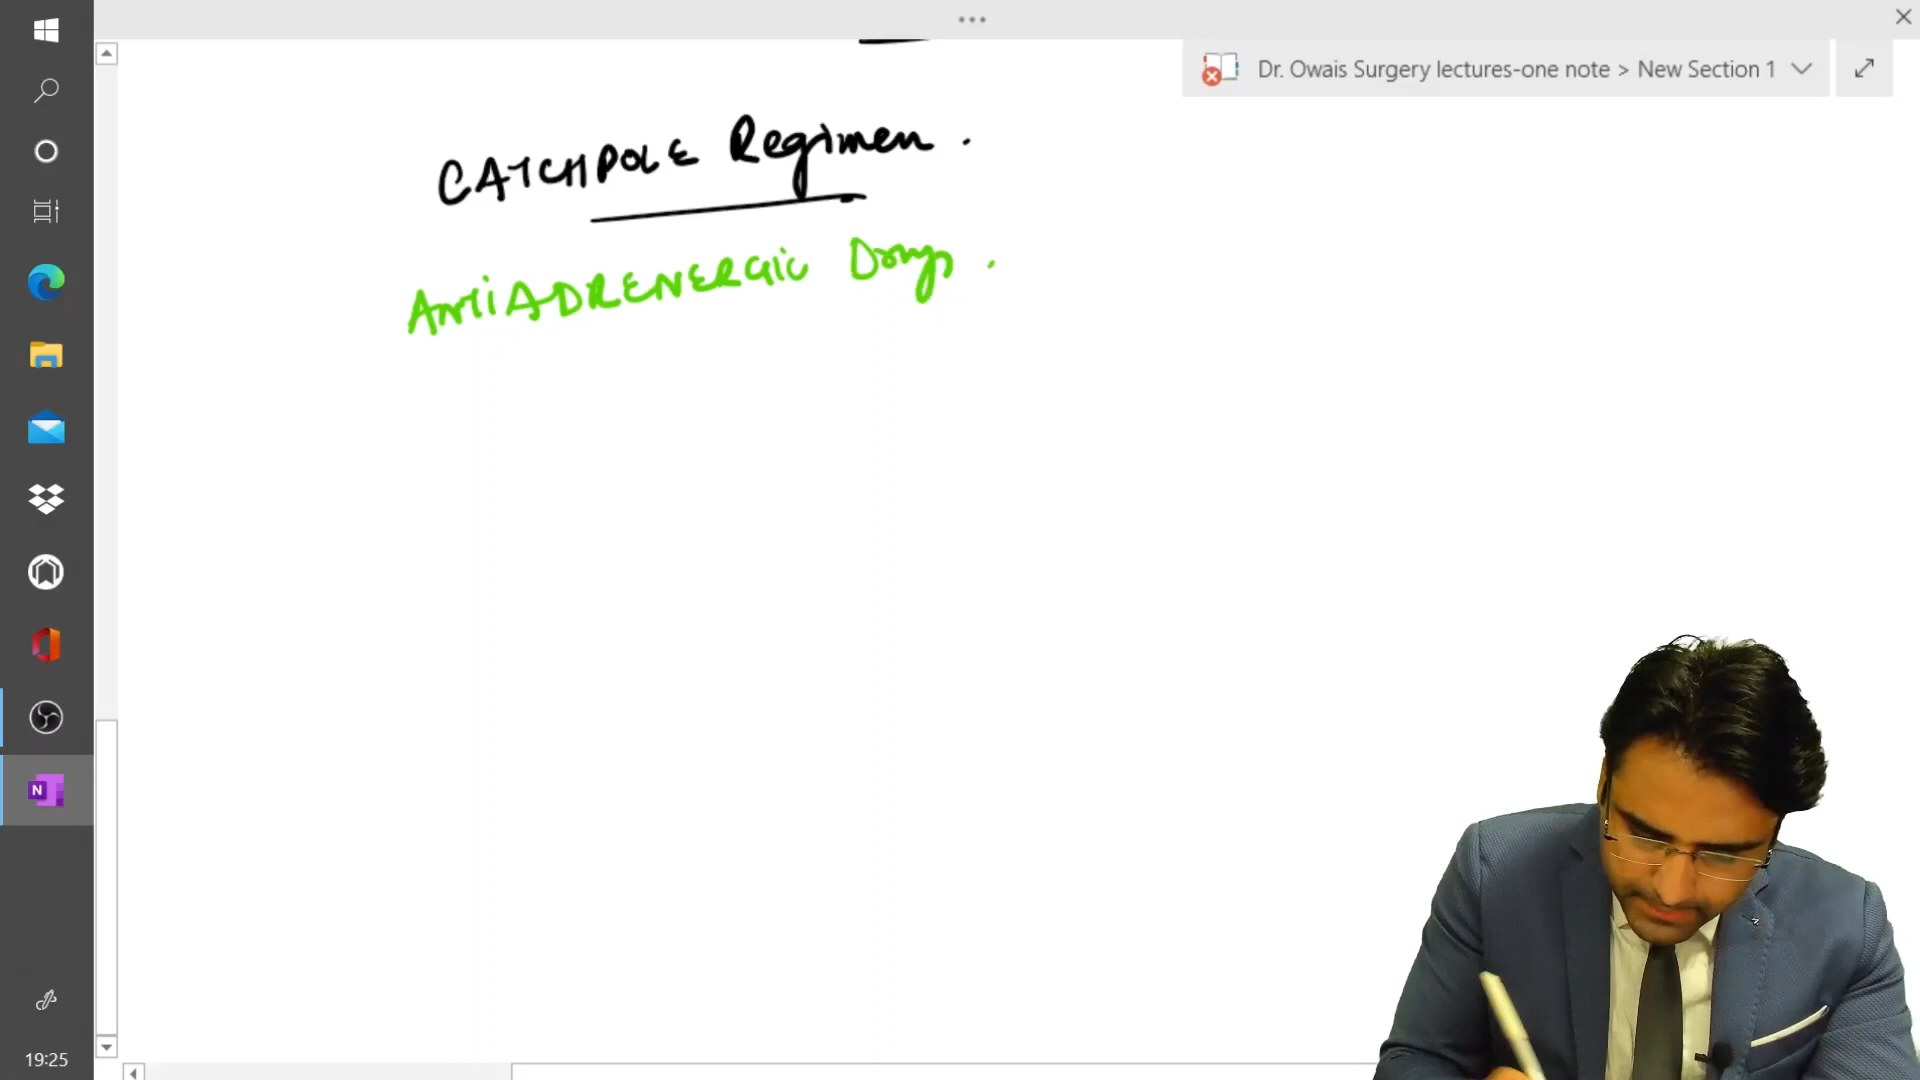 Dr. Owais Surgery lectures-one note > New Section 1
CATCHPOLE Regimen.
AntiADRENERGIC Drugs.
N
19:25